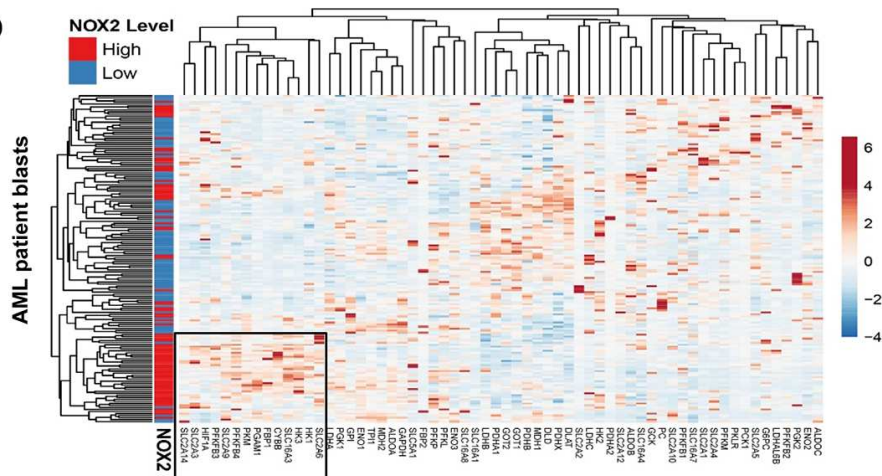 NOX2 Level
High
Low
AML patient blasts
6
4
2
0
−2
−4
NOX2
SLC2A14
SLC2A3
HIF1A
PFKFB3
SLC2A9
PFKFB4
PKM
PGAM1
FBP1
CYBB
SLC16A3
HK3
HK1
SLC2A6
LDHA
PGK1
GPI
ENO1
TPI1
MDH2
ALDOA
GAPDH
SLC5A1
FBP2
PFKP
PFKL
ENO3
SLC16A8
SLC16A1
LDHB
PDHA1
GOT2
GOT1
PDHB
MDH1
DLD
PDHX
DLAT
SLC2A2
LDHC
HK2
PDHA2
SLC2A12
ALDOB
SLC16A4
GCK
PC
SLC2A10
PFKFB1
SLC16A7
SLC2A1
SLC2A4
PFKM
PKLR
PCK1
SLC2A5
G6PC
LDHAL6B
PFKFB2
PGK2
ENO2
ALDOC